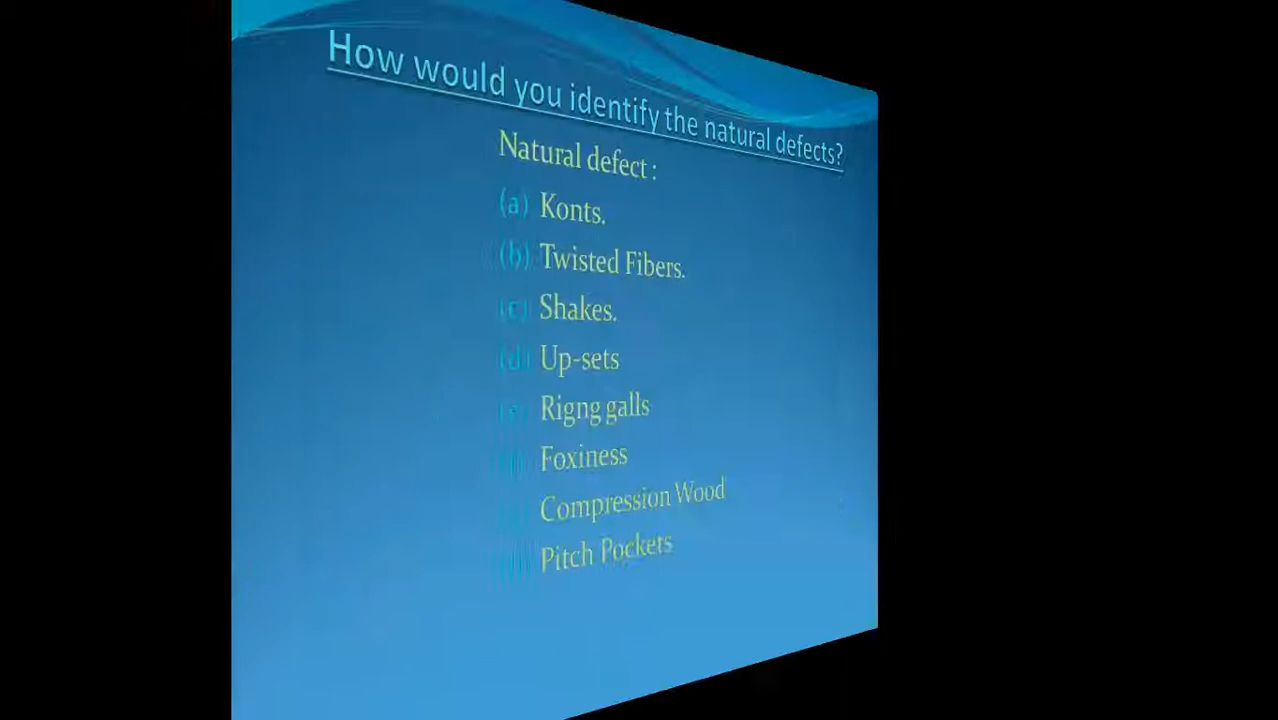 How would you identify the natural defects?
Natural defect :
(a) Konts.
(b) Twisted Fibers.
(c) Shakes.
(d) Up-sets
Rigng galls
Foxiness
Compression Wood
Pitch Pockets